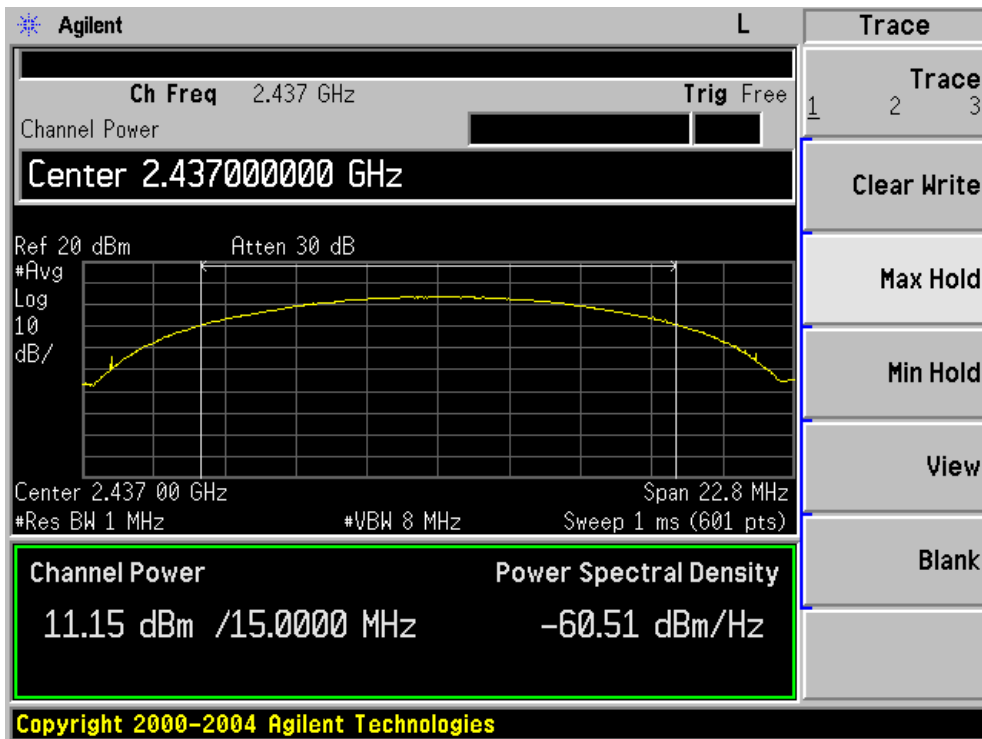 Agilent L Trace
Ch Freq 2.437 GHz Trig Free
Channel Power
Center 2.437000000 GHz
Ref 20 dBm Atten 30 dB
#Avg
Log
10
dB/
Center 2.437 00 GHz Span 22.8 MHz
#Res BW 1 MHz #VBW 8 MHz Sweep 1 ms (601 pts)
Channel Power Power Spectral Density
11.15 dBm /15.0000 MHz -60.51 dBm/Hz
Copyright 2000-2004 Agilent Technologies
Trace
1 2 3
Clear Write
Max Hold
Min Hold
View
Blank